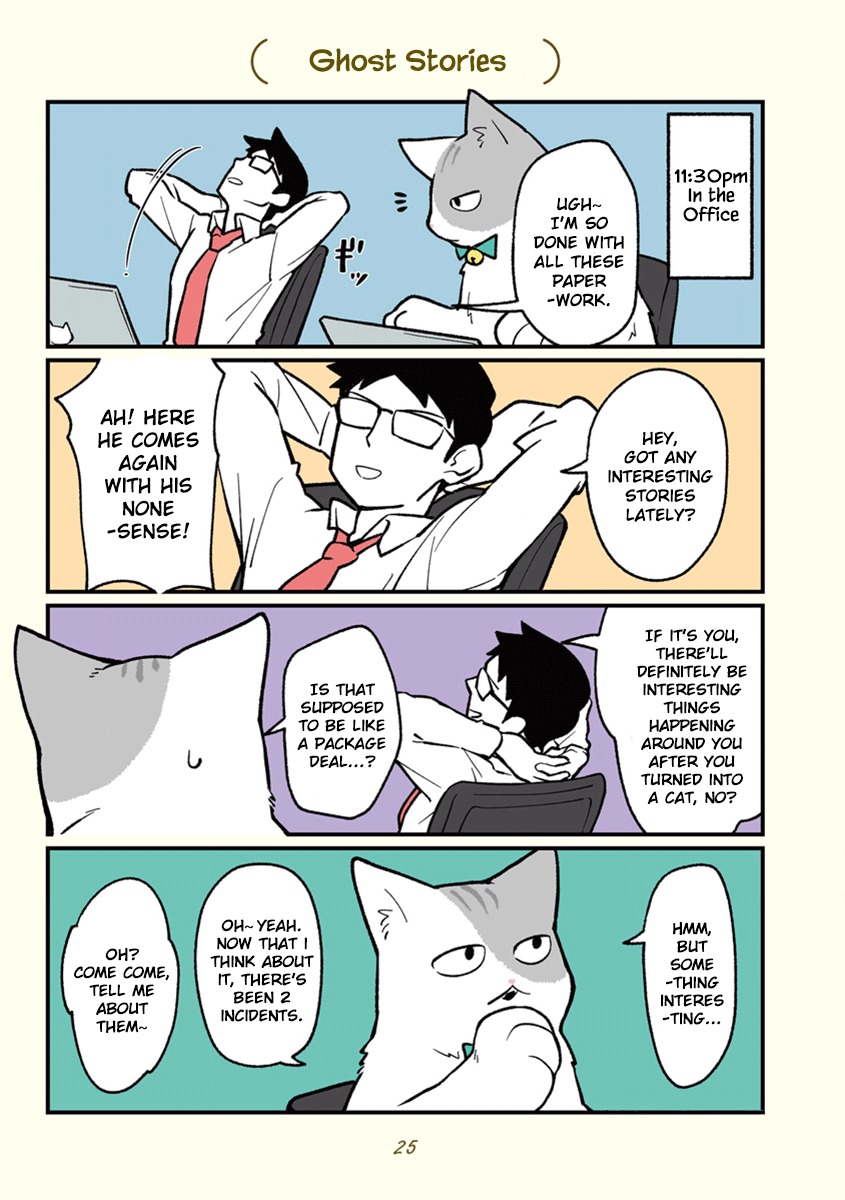 Ghost Stories
11:30pm
In the
Office
UGH~
I'M SO
DONE WITH
ALL THESE
PAPER
-WORK.
ギッ
HEY,
GOT ANY
INTERESTING
STORIES
LATELY?
AH! HERE
HE COMES
AGAIN
WITH HIS
NONE
-SENSE!
IF IT'S YOU,
THERE'LL
DEFINITELY BE
INTERESTING
THINGS
HAPPENING
AROUND YOU
AFTER YOU
TURNED INTO
A CAT, NO?
IS THAT
SUPPOSED
TO BE LIKE
A PACKAGE
DEAL...?
HMM,
BUT
SOME
-THING
INTERES
-TING...
OH~ YEAH.
NOW THAT I
THINK ABOUT
IT, THERE'S
BEEN 2
INCIDENTS.
OH?
COME COME,
TELL ME
ABOUT
THEM~
25